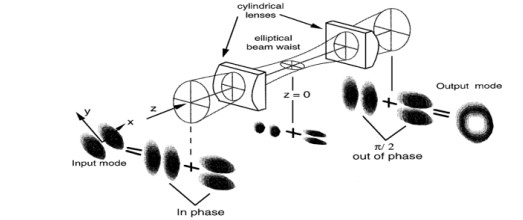 cylindrical
lenses
elliptical
beam waist
z
z = 0
y
x
Input mode
=
+
In phase
+
+
=
π/ 2
out of phase
Output mode